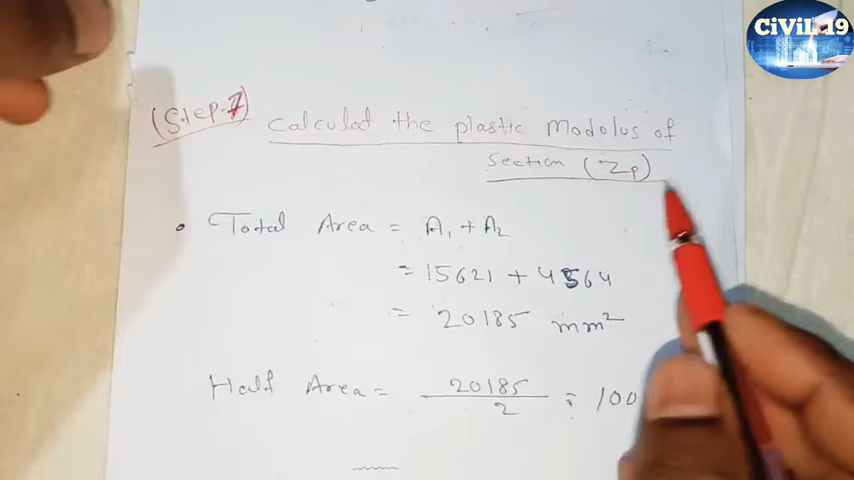 CiViL 19
(Step-7) Calculat the plastic Modolus of
Section (Zp)
• Total Area = A₁ + A₂
= 15621 + 4564
= 20185 mm²
Half Area = 20185/2 = 100